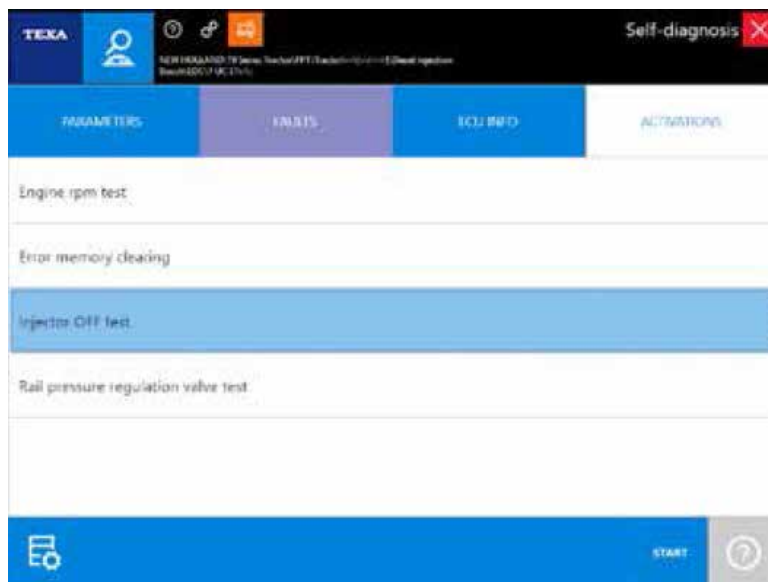 TEXA
Self-diagnosis
PARAMETERS
FAULTS
ECU INFO
ACTIVATIONS
Engine rpm test
Error memory clearing
Injector OFF test
Rail pressure regulation valve test
START